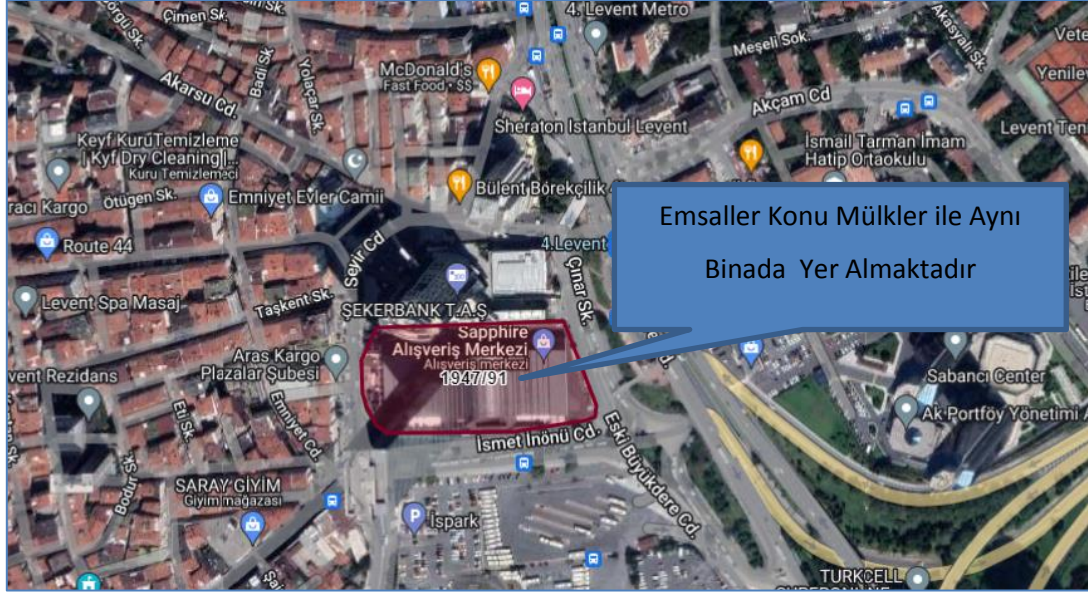 Çimen Sk.
Badi Sk.
Yolaçar Sk.
Akarsu Cd.
4. Levent Metro
Meşeli Sok.
Akasyalı Sk.
McDonald's
Fast Food • $$
Sheraton Istanbul Levent
Akçam Cd
İsmail Tarman İmam
Hatip Ortaokulu
Keyf KuruTemizleme
| Kyf Dry Cleaning|...
Kuru Temizlemeci
Ötügen Sk.
Emniyet Evler Camii
Bülent Börekçilik
Route 44
Seyir Cd
4.Levent
Çınar Sk.
Emsaller Konu Mülkler ile Aynı
Binada Yer Almaktadır
Levent Spa Masaj
Taşkent Sk.
ŞEKERBANK T.A.Ş
Sapphire
Alışveriş Merkezi
Alışveriş merkezi
1947/91
Aras Kargo
Plazalar Şubesi
vent Rezidans
Sabancı Center
Ak Portföy Yönetimi
Eti Sk.
Emniyet Cd.
İsmet İnönü Cd.
Eski Büyükdere Cd.
Bodur Sk.
SARAY GİYİM
Giyim mağazası
P
İspark
TURKCELL